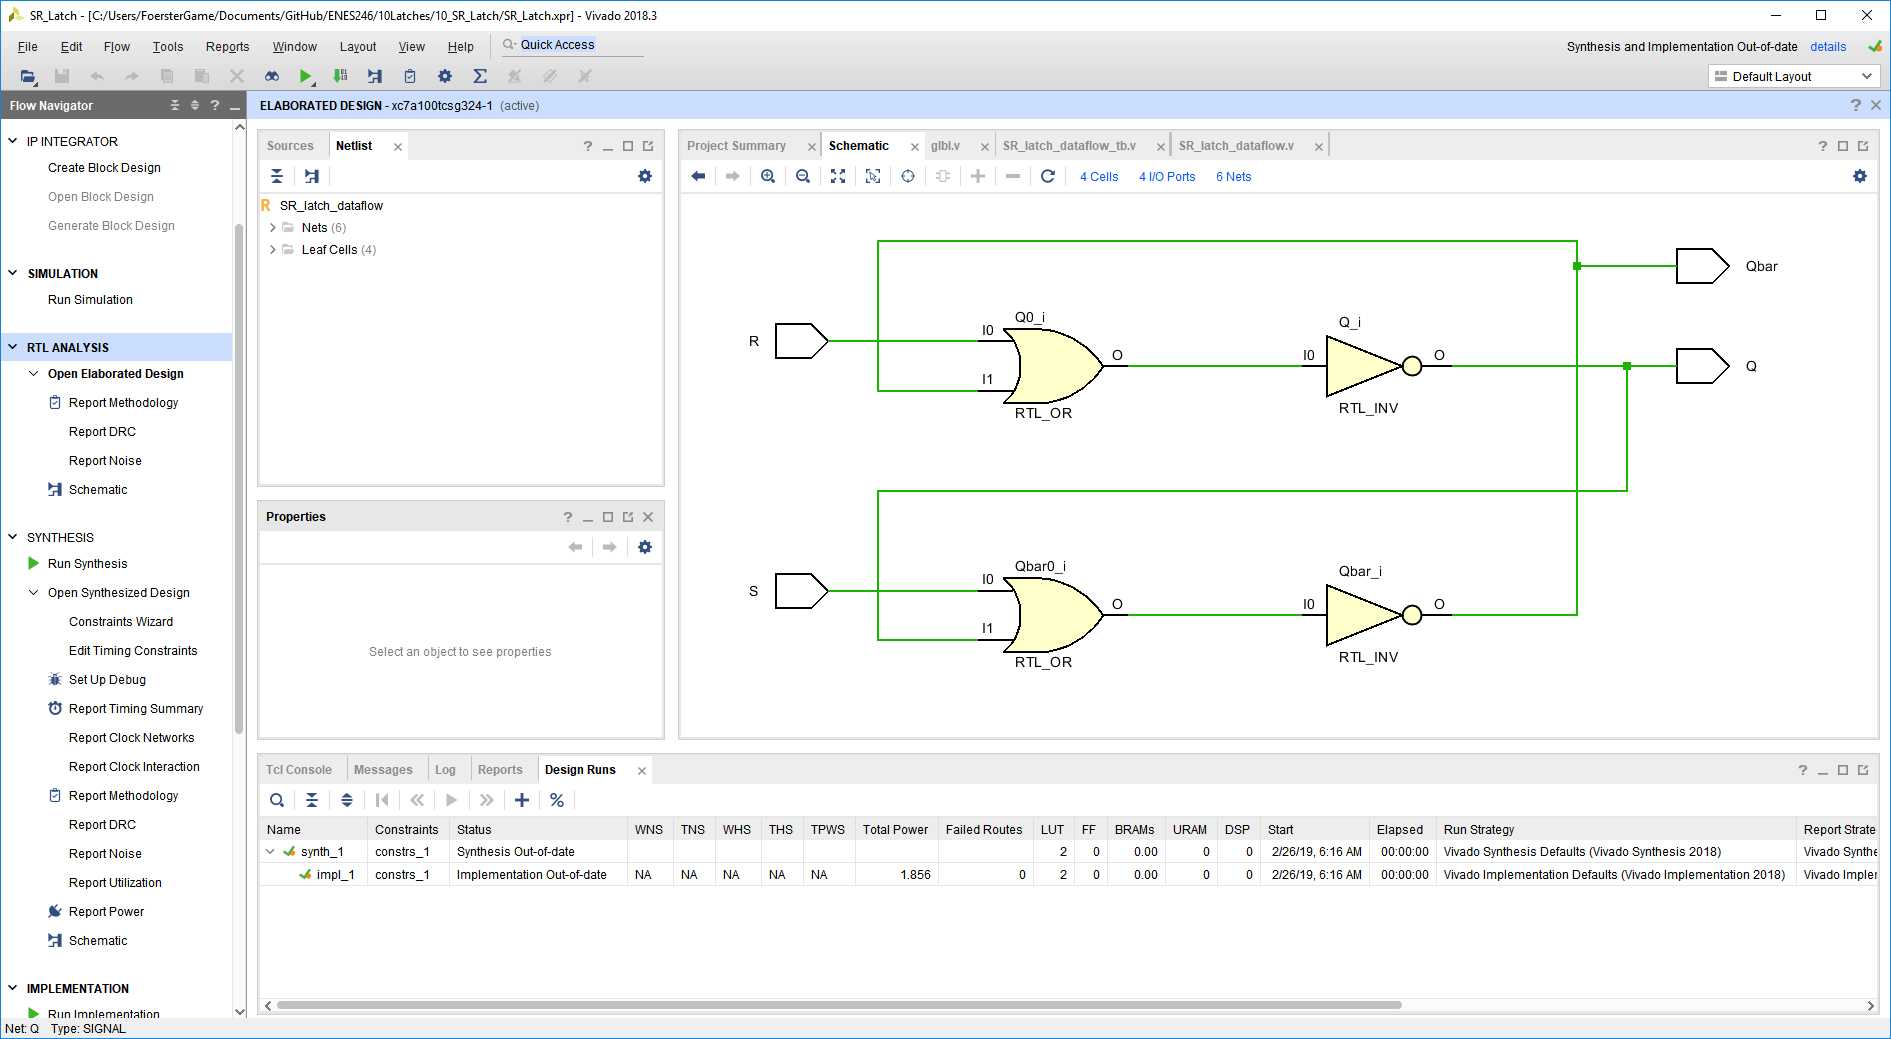 SR_Latch - [C:/Users/FoersterGame/Documents/GitHub/ENES246/10Latches/10_SR_Latch/SR_Latch.xpr] - Vivado 2018.3
File Edit Flow Tools Reports Window Layout View Help Quick Access Synthesis and Implementation Out-of-date details
Default Layout
Flow Navigator ?
ELABORATED DESIGN - xc7a100tcsg324-1 (active) ?
IP INTEGRATOR
Create Block Design
Open Block Design
Generate Block Design
SIMULATION
Run Simulation
RTL ANALYSIS
Open Elaborated Design
Report Methodology
Report DRC
Report Noise
Schematic
SYNTHESIS
Run Synthesis
Open Synthesized Design
Constraints Wizard
Edit Timing Constraints
Set Up Debug
Report Timing Summary
Report Clock Networks
Report Clock Interaction
Report Methodology
Report DRC
Report Noise
Report Utilization
Report Power
Schematic
IMPLEMENTATION
Run Implementation
Sources Netlist ?
R SR_latch_dataflow
Nets (6)
Leaf Cells (4)
Properties ?
Select an object to see properties
Project Summary Schematic glbl.v SR_latch_dataflow_tb.v SR_latch_dataflow.v ?
4 Cells 4 I/O Ports 6 Nets
Qbar
Q0_i
Q_i
R I0 O I0 O Q
I1
RTL_OR
RTL_INV
Qbar0_i
Qbar_i
S I0 O I0 O
I1
RTL_OR
RTL_INV
Tcl Console Messages Log Reports Design Runs ?
Name Constraints Status WNS TNS WHS THS TPWS Total Power Failed Routes LUT FF BRAMs URAM DSP Start Elapsed Run Strategy Report Strate
synth_1 constrs_1 Synthesis Out-of-date 2 0 0.00 0 0 2/26/19, 6:16 AM 00:00:00 Vivado Synthesis Defaults (Vivado Synthesis 2018) Vivado Synthe
impl_1 constrs_1 Implementation Out-of-date NA NA NA NA NA 1.856 0 2 0 0.00 0 0 2/26/19, 6:16 AM 00:00:00 Vivado Implementation Defaults (Vivado Implementation 2018) Vivado Impler
Net: Q Type: SIGNAL